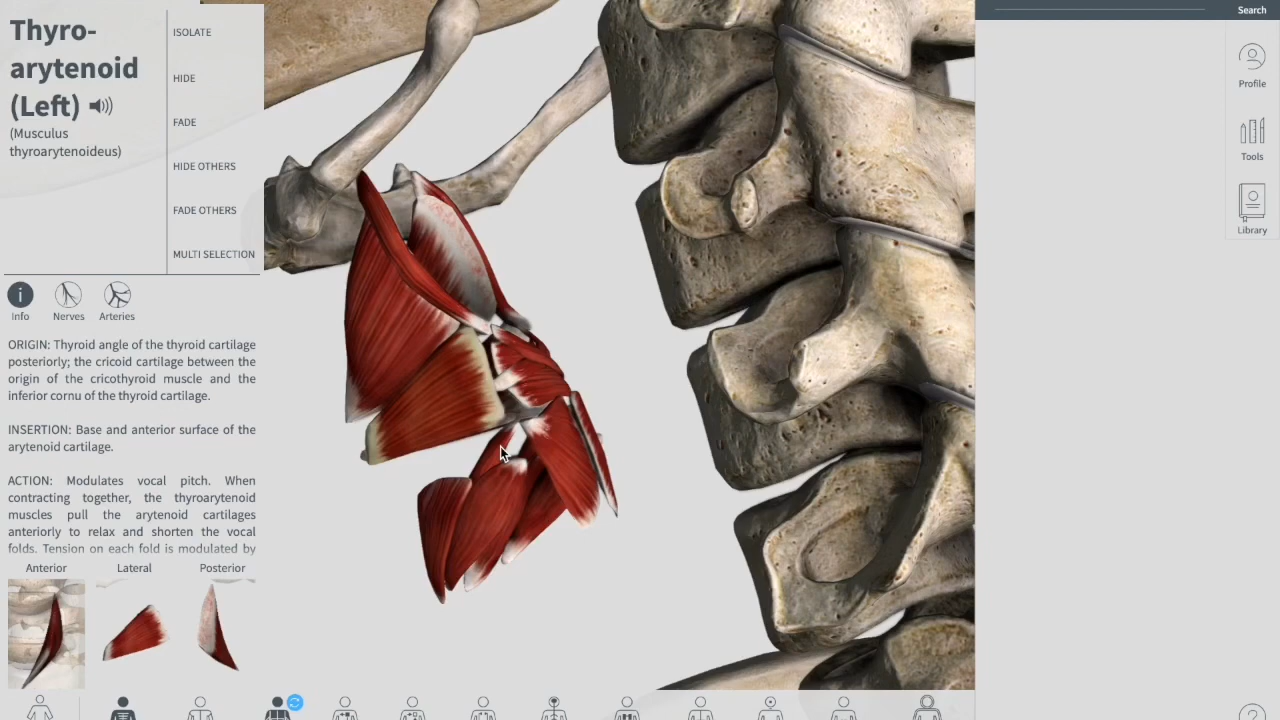 Thyro-
arytenoid
(Left)
(Musculus
thyroarytenoideus)
ISOLATE
HIDE
FADE
HIDE OTHERS
FADE OTHERS
MULTI SELECTION
Info
Nerves
Arteries
ORIGIN: Thyroid angle of the thyroid cartilage
posteriorly; the cricoid cartilage between the
origin of the cricothyroid muscle and the
inferior cornu of the thyroid cartilage.
INSERTION: Base and anterior surface of the
arytenoid cartilage.
ACTION: Modulates vocal pitch. When
contracting together, the thyroarytenoid
muscles pull the arytenoid cartilages
anteriorly to relax and shorten the vocal
folds. Tension on each fold is modulated by
Anterior
Lateral
Posterior
Search
Profile
Tools
Library